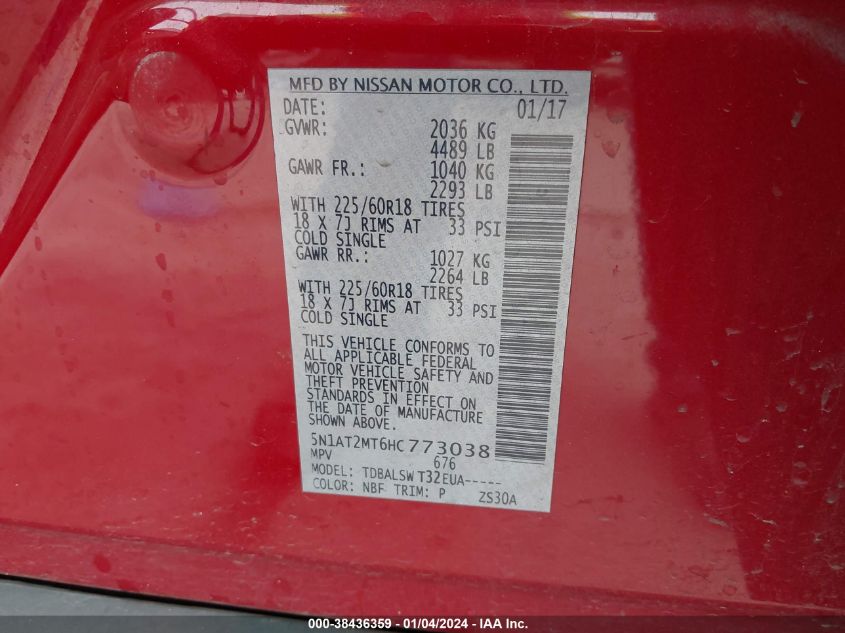 MFD BY NISSAN MOTOR CO., LTD.
DATE: 01/17
GVWR: 2036 KG
4489 LB
GAWR FR.: 1040 KG
2293 LB
WITH 225/60R18 TIRES
18 X 7J RIMS AT 33 PSI
COLD SINGLE
GAWR RR.: 1027 KG
2264 LB
WITH 225/60R18 TIRES
18 X 7J RIMS AT 33 PSI
COLD SINGLE
THIS VEHICLE CONFORMS TO
ALL APPLICABLE FEDERAL
MOTOR VEHICLE SAFETY AND
THEFT PREVENTION
STANDARDS IN EFFECT ON
THE DATE OF MANUFACTURE
SHOWN ABOVE.
5N1AT2MT6HC773038
MPV 676
MODEL: TDBALSWT32EUA-----
COLOR: NBF TRIM: P ZS30A
000-38436359 - 01/04/2024 - IAA Inc.